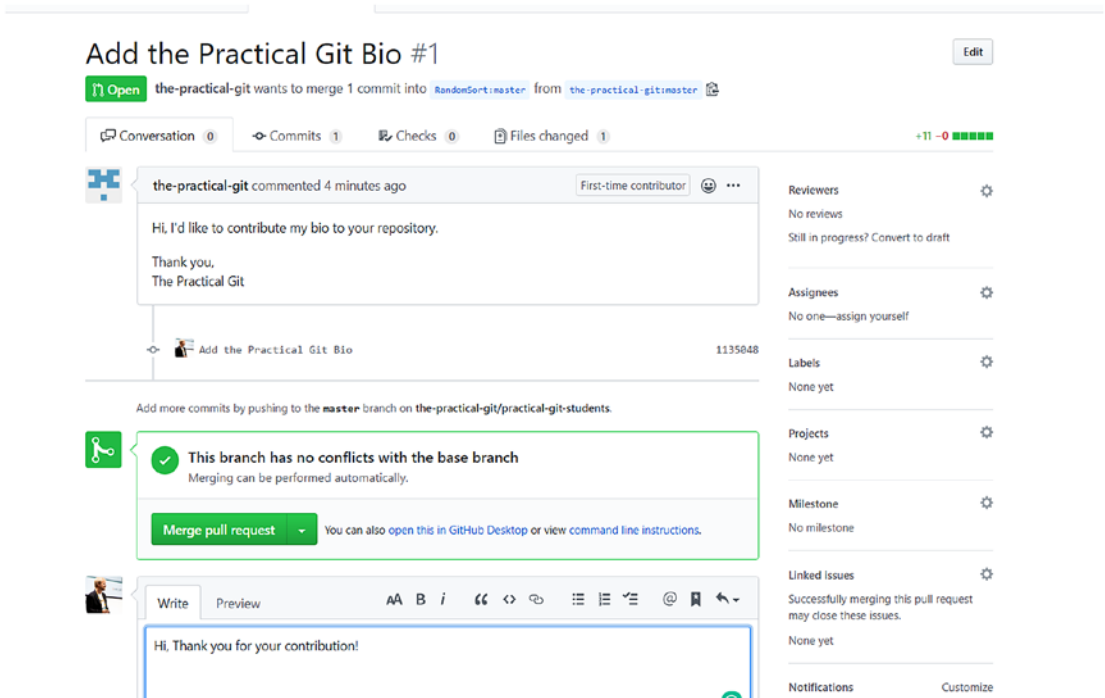 Add the Practical Git Bio #1
Edit
Open
the-practical-git wants to merge 1 commit into RandomSort:master from the-practical-git:master
Conversation 0
Commits 1
Checks 0
Files changed 1
+11 −0
the-practical-git commented 4 minutes ago
First-time contributor
Hi, I'd like to contribute my bio to your repository.
Thank you,
The Practical Git
Add the Practical Git Bio
1135048
Add more commits by pushing to the master branch on the-practical-git/practical-git-students.
This branch has no conflicts with the base branch
Merging can be performed automatically.
Merge pull request
You can also open this in GitHub Desktop or view command line instructions.
Write
Preview
AA B i
Hi, Thank you for your contribution!
Reviewers
No reviews
Still in progress? Convert to draft
Assignees
No one—assign yourself
Labels
None yet
Projects
None yet
Milestone
No milestone
Linked issues
Successfully merging this pull request
may close these issues.
None yet
Notifications
Customize